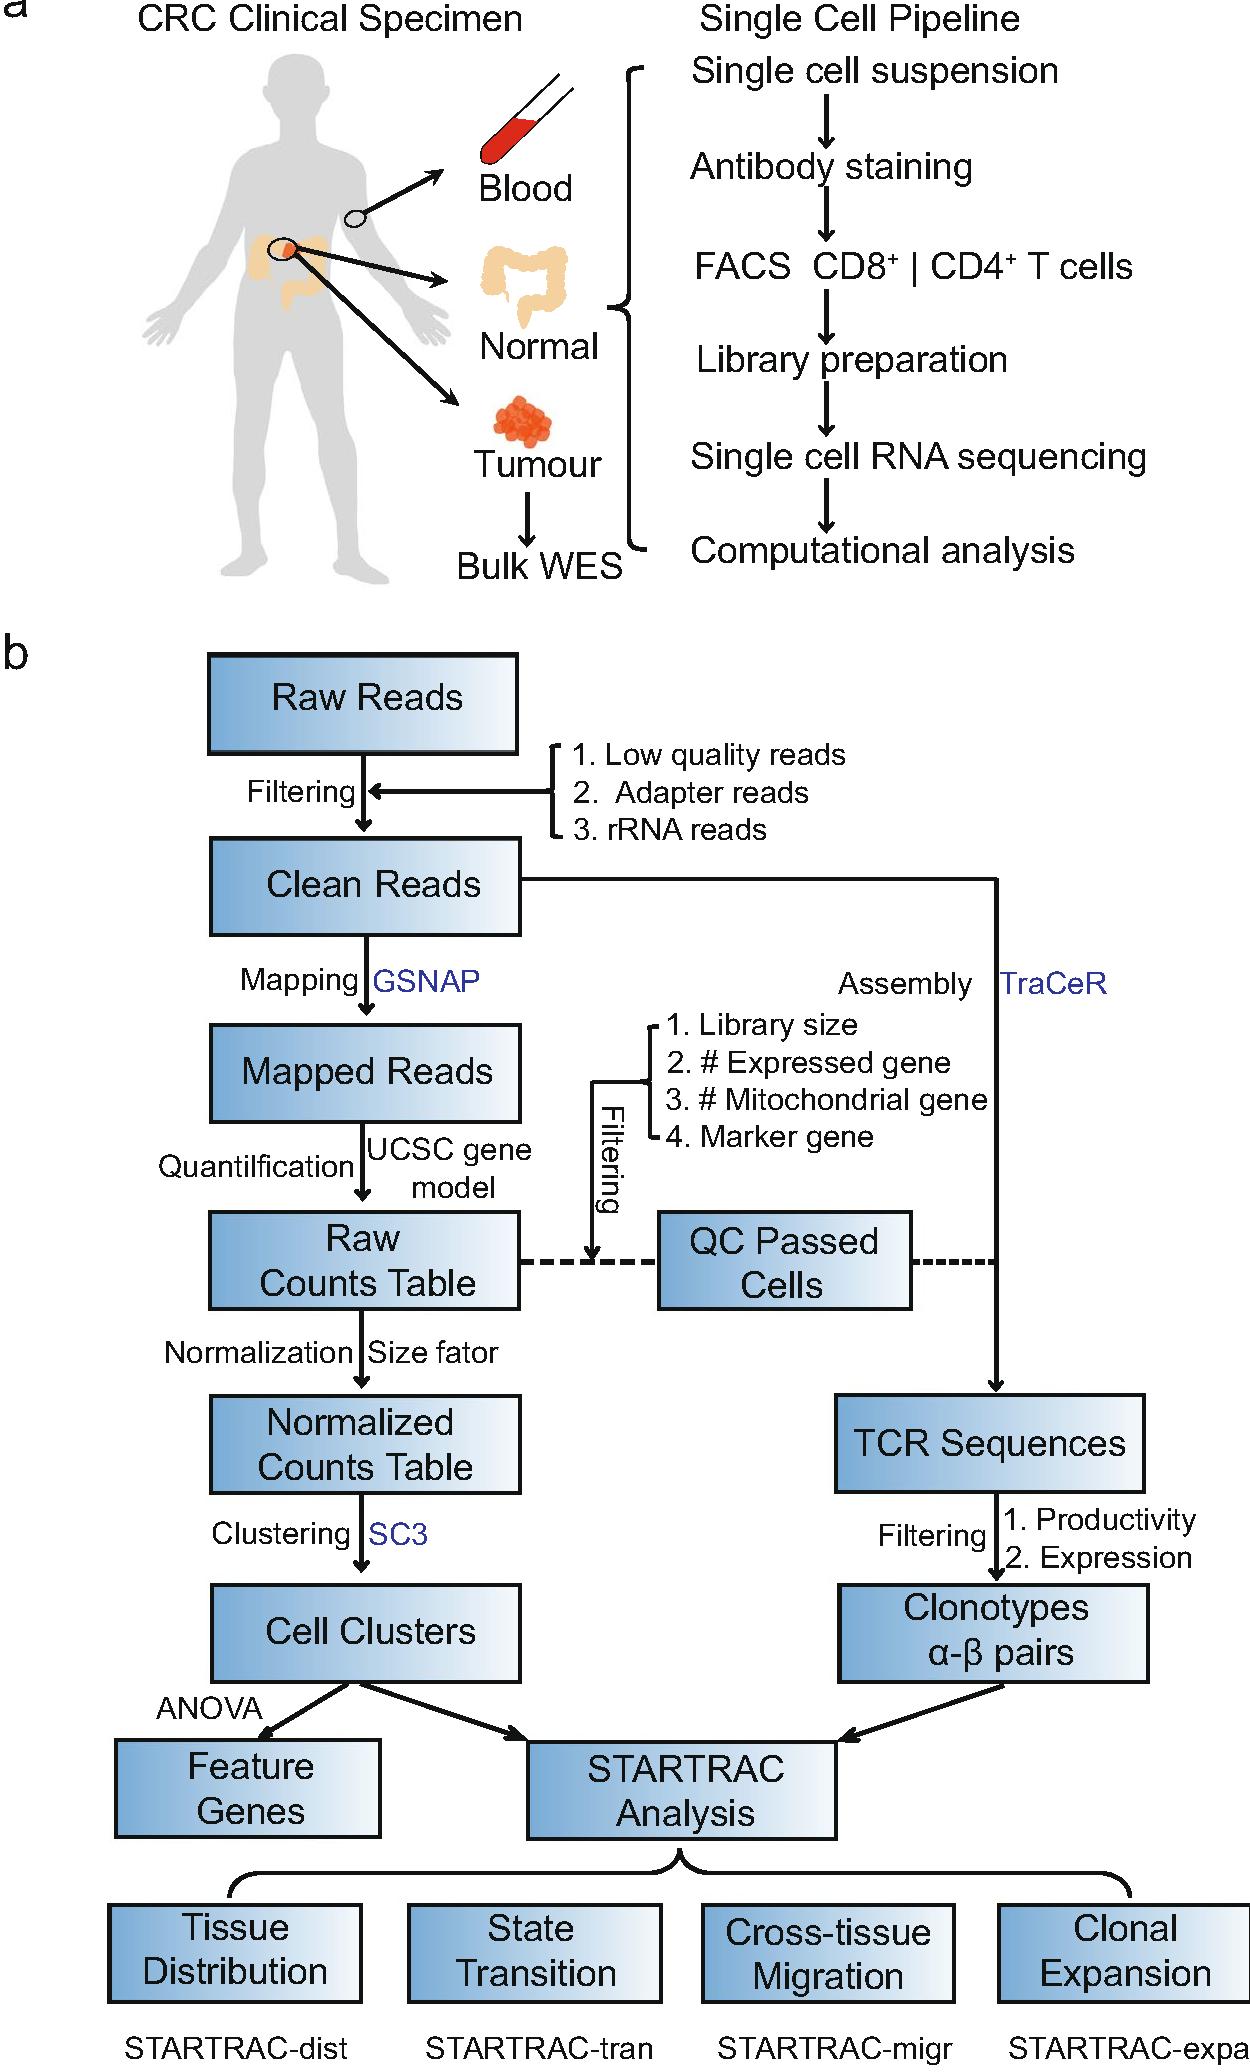 a
CRC Clinical Specimen
Single Cell Pipeline
Blood
Normal
Tumour
Bulk WES
Single cell suspension
Antibody staining
FACS CD8⁺ | CD4⁺ T cells
Library preparation
Single cell RNA sequencing
Computational analysis
b
Raw Reads
Filtering
1. Low quality reads
2. Adapter reads
3. rRNA reads
Clean Reads
Mapping GSNAP
Assembly TraCeR
Mapped Reads
1. Library size
2. # Expressed gene
3. # Mitochondrial gene
4. Marker gene
Filtering
Quantilfication
UCSC gene
model
Raw
Counts Table
QC Passed
Cells
Normalization Size fator
Normalized
Counts Table
TCR Sequences
Clustering SC3
Filtering
1. Productivity
2. Expression
Cell Clusters
Clonotypes
α-β pairs
ANOVA
Feature
Genes
STARTRAC
Analysis
Tissue
Distribution
State
Transition
Cross-tissue
Migration
Clonal
Expansion
STARTRAC-dist
STARTRAC-tran
STARTRAC-migr
STARTRAC-expa